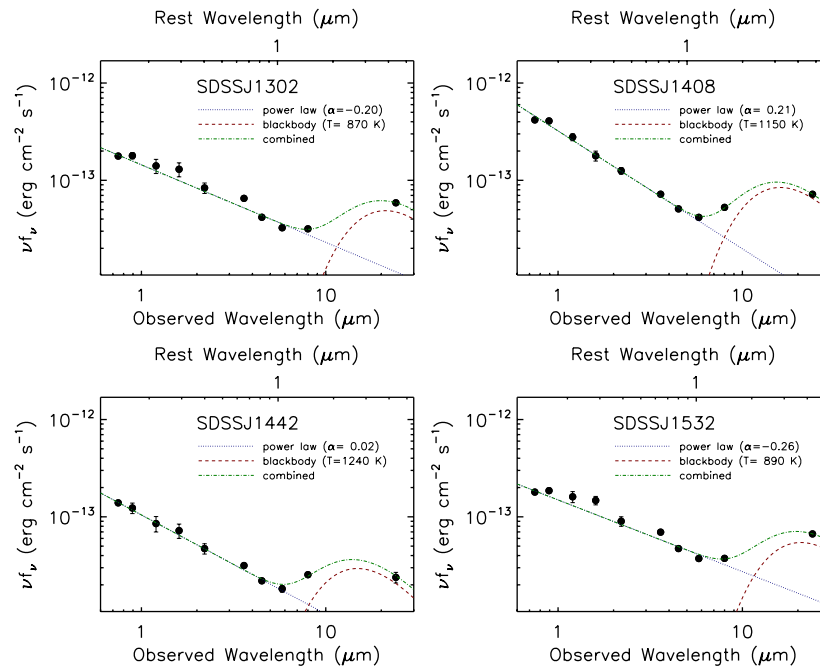 Rest Wavelength (μm)
1
SDSSJ1302
power law (α=−0.20)
blackbody (T= 870 K)
combined
10⁻¹²
10⁻¹³
νfν (erg cm⁻² s⁻¹)
1
10
Observed Wavelength (μm)
Rest Wavelength (μm)
1
SDSSJ1408
power law (α= 0.21)
blackbody (T=1150 K)
combined
10⁻¹²
10⁻¹³
νfν (erg cm⁻² s⁻¹)
1
10
Observed Wavelength (μm)
Rest Wavelength (μm)
1
SDSSJ1442
power law (α= 0.02)
blackbody (T=1240 K)
combined
10⁻¹²
10⁻¹³
νfν (erg cm⁻² s⁻¹)
1
10
Observed Wavelength (μm)
Rest Wavelength (μm)
1
SDSSJ1532
power law (α=−0.26)
blackbody (T= 890 K)
combined
10⁻¹²
10⁻¹³
νfν (erg cm⁻² s⁻¹)
1
10
Observed Wavelength (μm)